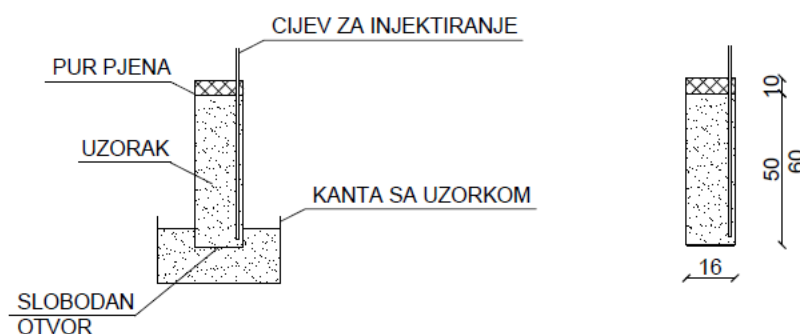 CIJEV ZA INJEKTIRANJE
PUR PJENA
UZORAK
KANTA SA UZORKOM
SLOBODAN
OTVOR
10
50
60
16